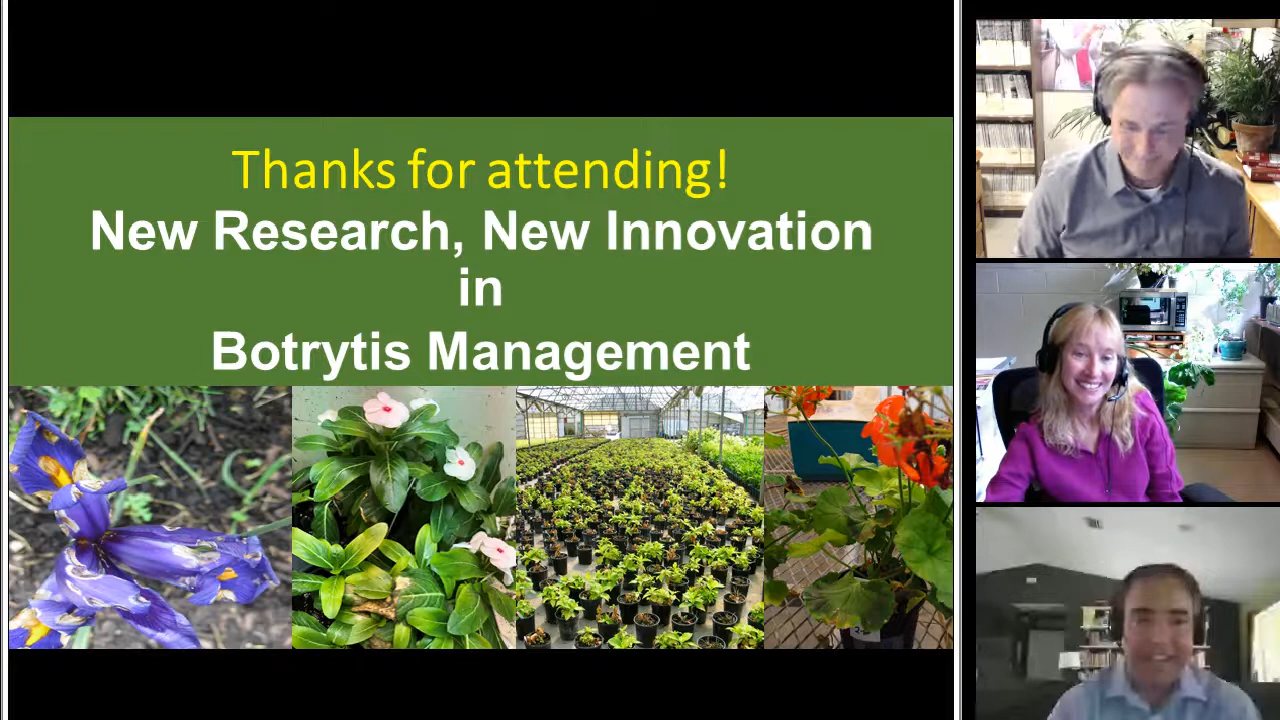 Thanks for attending!
New Research, New Innovation
in
Botrytis Management